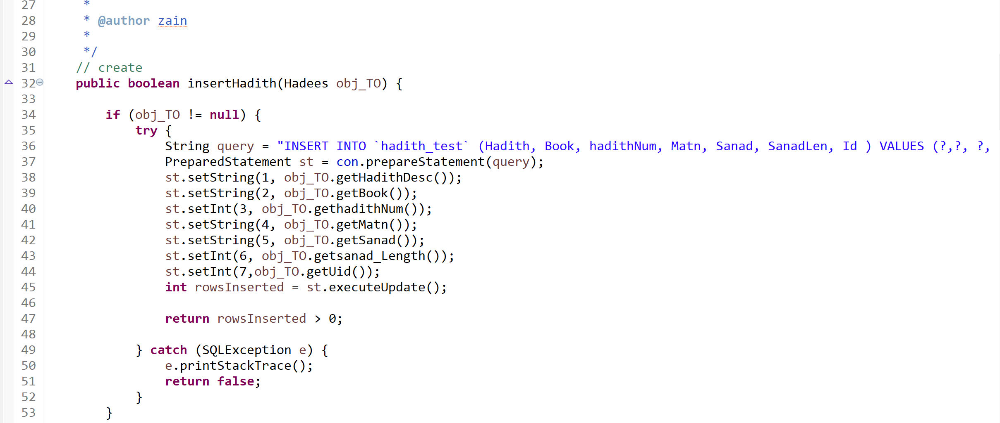 27 *
28 * @author zain
29 *
30 */
31 // create
32 public boolean insertHadith(Hadees obj_TO) {
33
34 if (obj_TO != null) {
35 try {
36 String query = "INSERT INTO `hadith_test` (Hadith, Book, hadithNum, Matn, Sanad, SanadLen, Id ) VALUES (?,?, ?,
37 PreparedStatement st = con.prepareStatement(query);
38 st.setString(1, obj_TO.getHadithDesc());
39 st.setString(2, obj_TO.getBook());
40 st.setInt(3, obj_TO.gethadithNum());
41 st.setString(4, obj_TO.getMatn());
42 st.setString(5, obj_TO.getSanad());
43 st.setInt(6, obj_TO.getsanad_Length());
44 st.setInt(7,obj_TO.getUid());
45 int rowsInserted = st.executeUpdate();
46
47 return rowsInserted > 0;
48
49 } catch (SQLException e) {
50 e.printStackTrace();
51 return false;
52 }
53 }